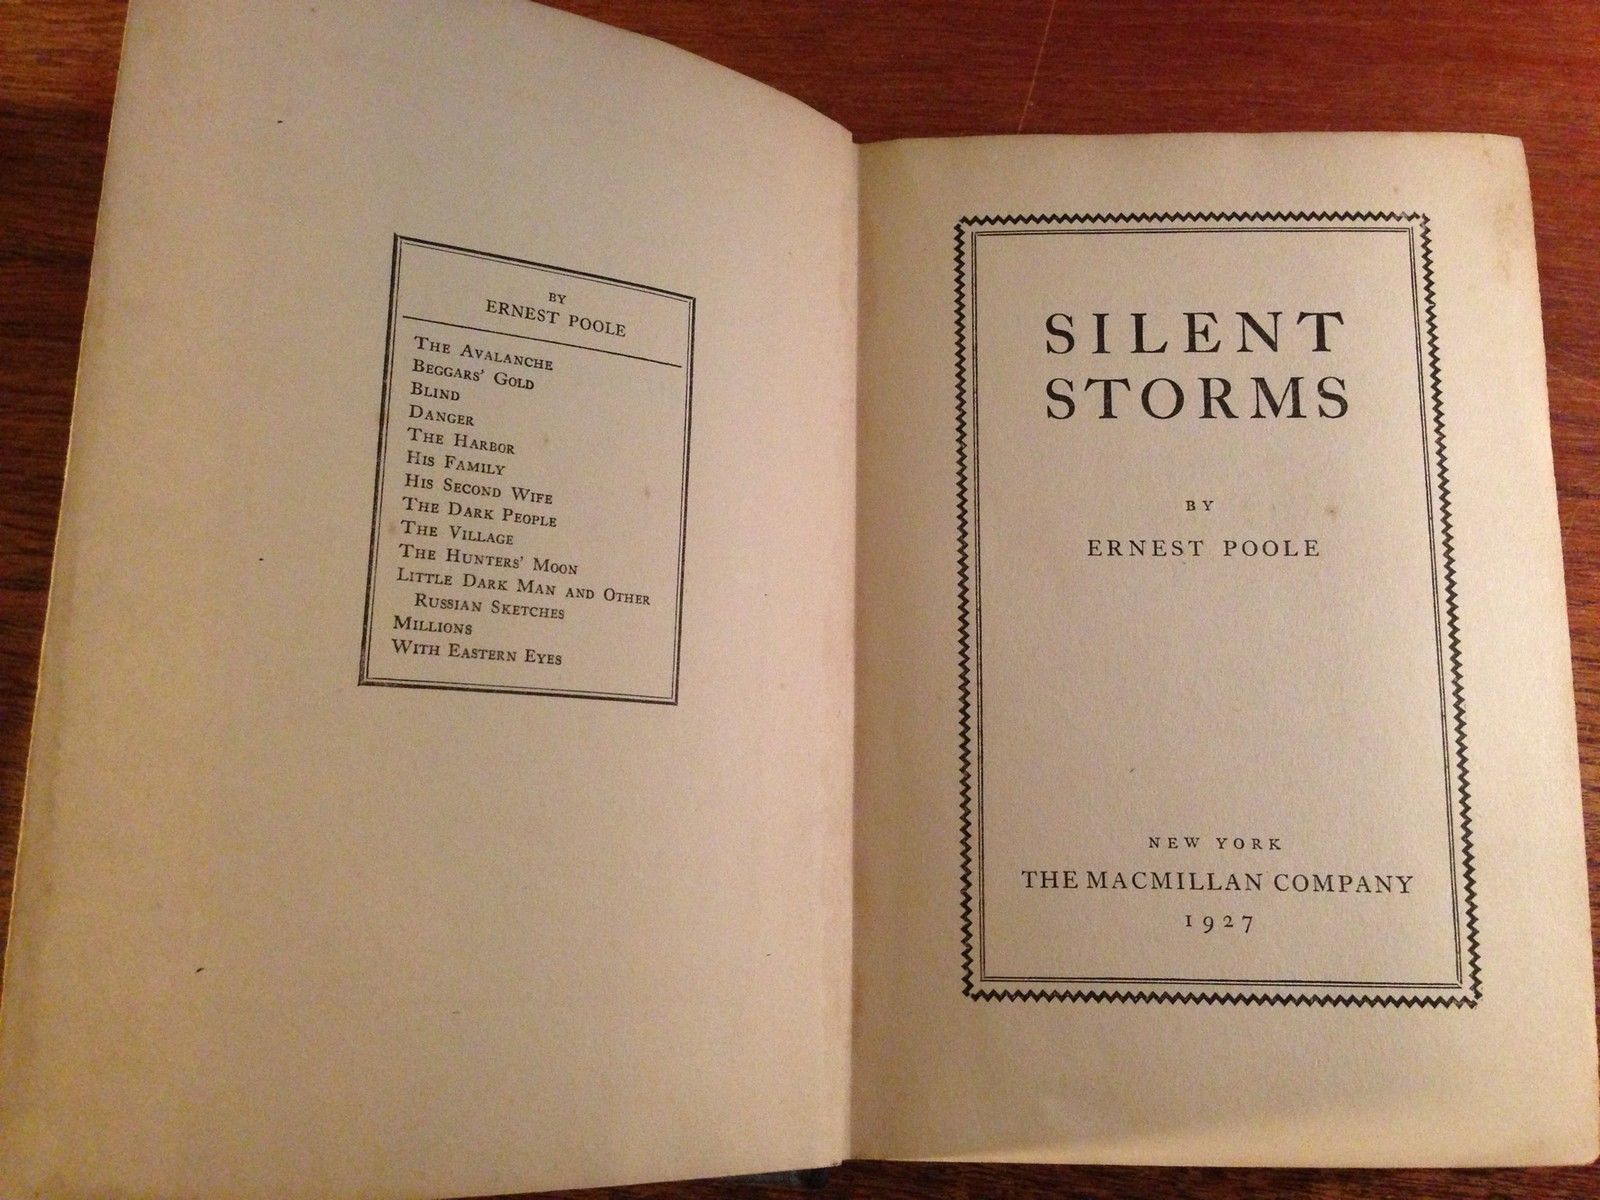 BY
ERNEST POOLE
THE AVALANCHE
BEGGARS' GOLD
BLIND
DANGER
THE HARBOR
HIS FAMILY
HIS SECOND WIFE
THE DARK PEOPLE
THE VILLAGE
THE HUNTERS' MOON
LITTLE DARK MAN AND OTHER
RUSSIAN SKETCHES
MILLIONS
WITH EASTERN EYES
SILENT
STORMS
BY
ERNEST POOLE
NEW YORK
THE MACMILLAN COMPANY
1927